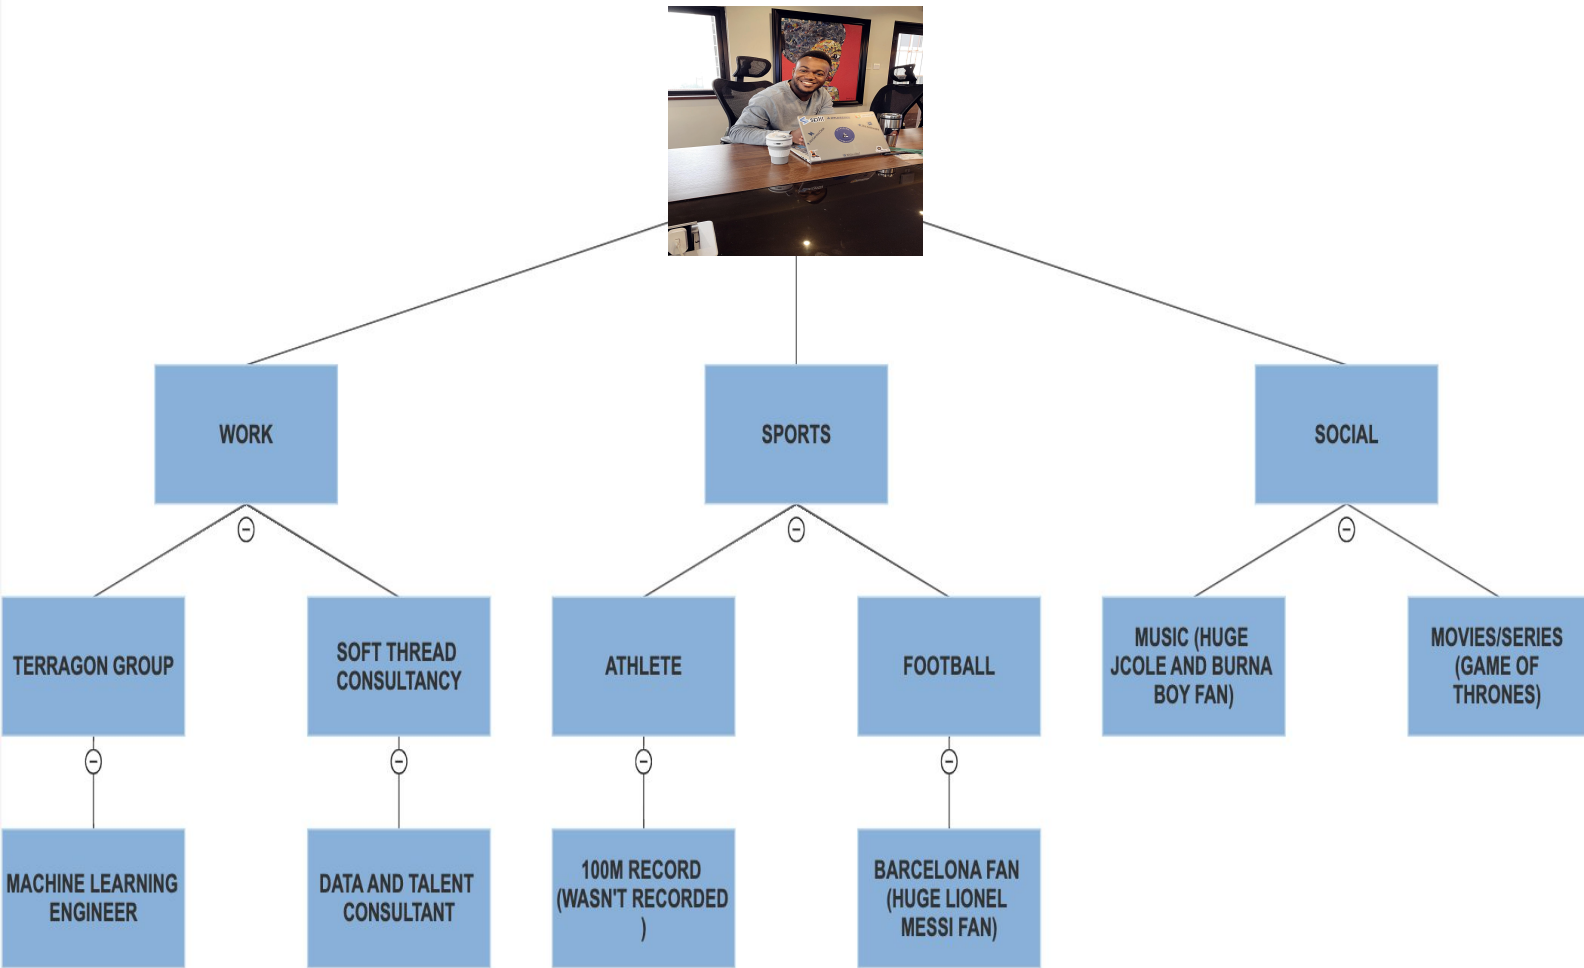 WORK
SPORTS
SOCIAL
TERRAGON GROUP
SOFT THREAD
CONSULTANCY
ATHLETE
FOOTBALL
MUSIC (HUGE
JCOLE AND BURNA
BOY FAN)
MOVIES/SERIES
(GAME OF
THRONES)
MACHINE LEARNING
ENGINEER
DATA AND TALENT
CONSULTANT
100M RECORD
(WASN'T RECORDED
)
BARCELONA FAN
(HUGE LIONEL
MESSI FAN)